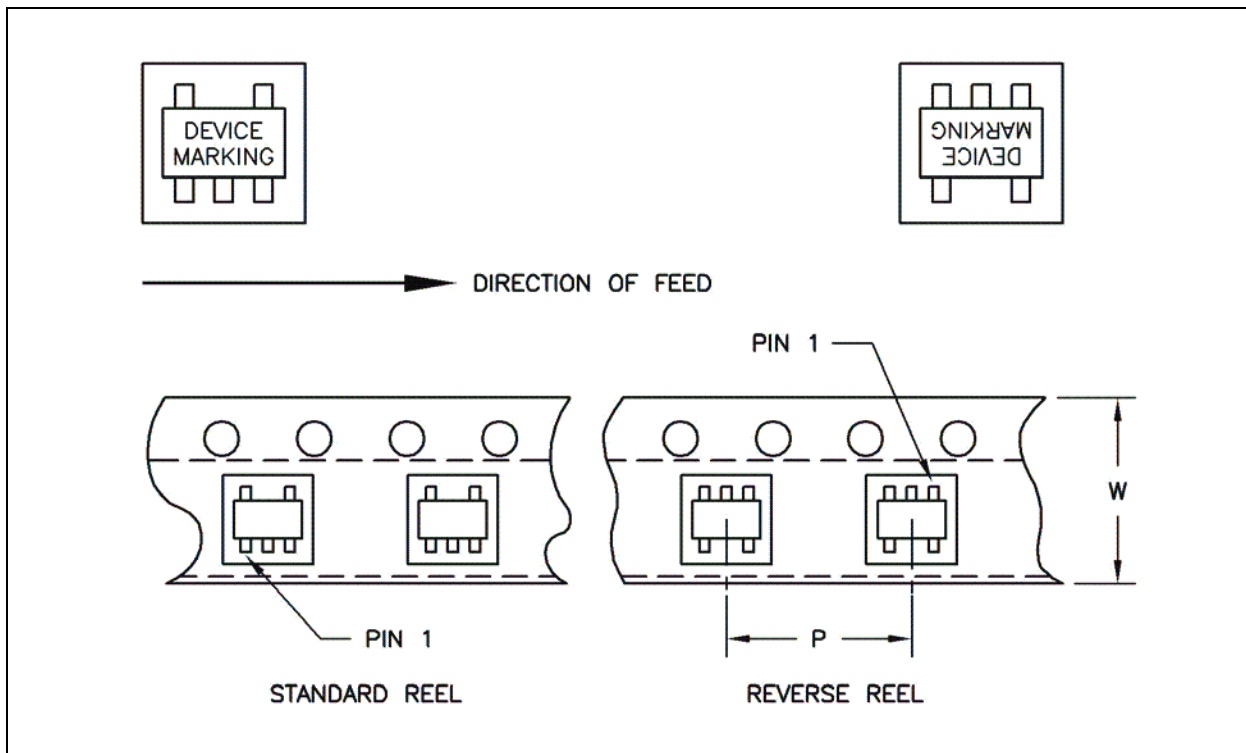 DEVICE
MARKING
DEVICE
MARKING
DIRECTION OF FEED
PIN 1
W
P
PIN 1
STANDARD REEL
REVERSE REEL